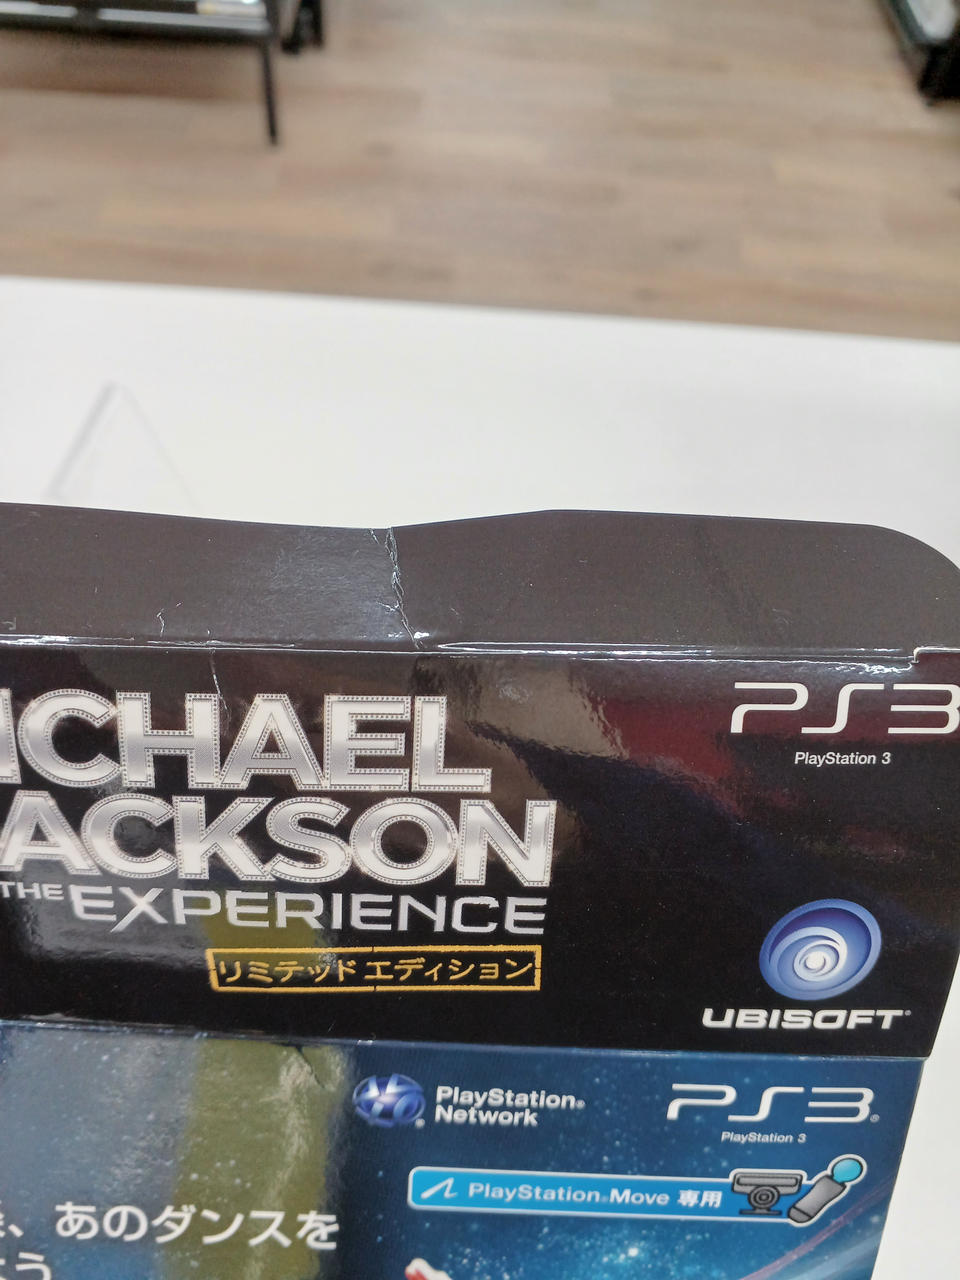 ICHAEL
ACKSON
THE EXPERIENCE
リミテッド エディション
PS3
PlayStation 3
UBISOFT
PlayStation®
Network
PS3®
PlayStation 3
PlayStation®Move 専用
、あのダンスを
う